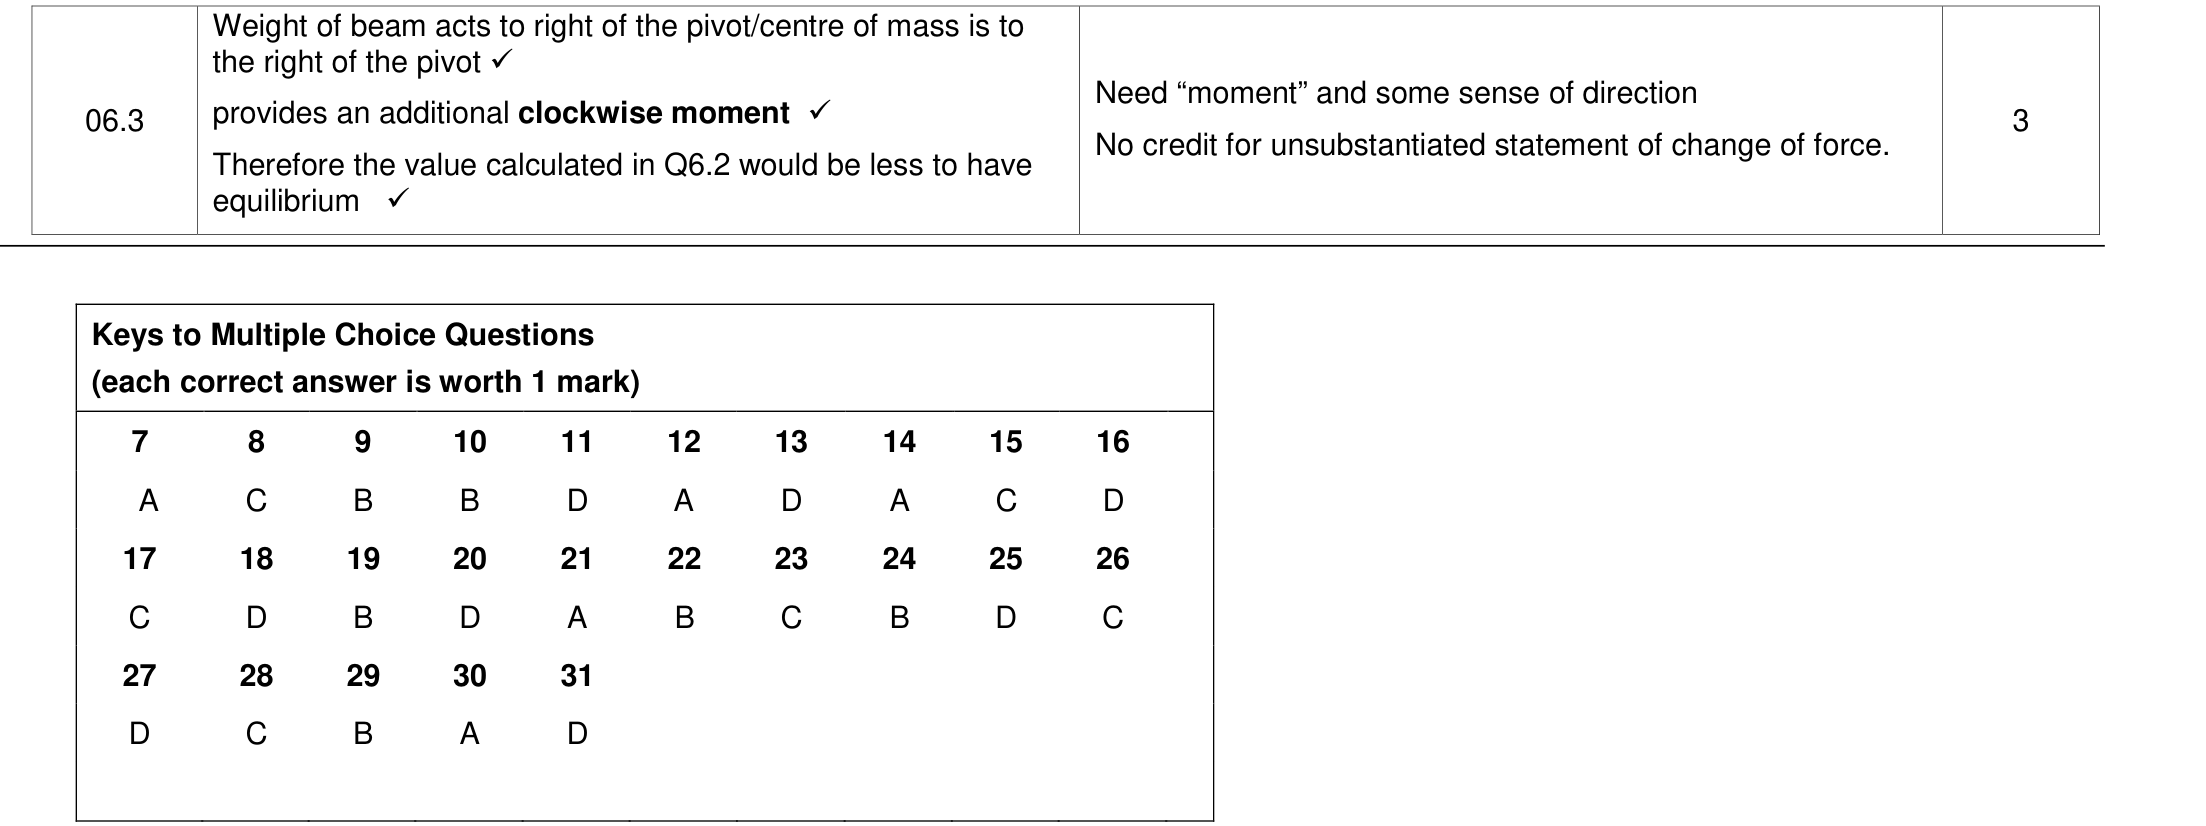 Weight of beam acts to right of the pivot/centre of mass is to
the right of the pivot ✓
provides an additional clockwise moment ✓
Therefore the value calculated in Q6.2 would be less to have
equilibrium ✓
06.3
Need “moment” and some sense of direction
No credit for unsubstantiated statement of change of force.
3
Keys to Multiple Choice Questions
(each correct answer is worth 1 mark)
7 8 9 10 11 12 13 14 15 16
A C B B D A D A C D
17 18 19 20 21 22 23 24 25 26
C D B D A B C B D C
27 28 29 30 31
D C B A D